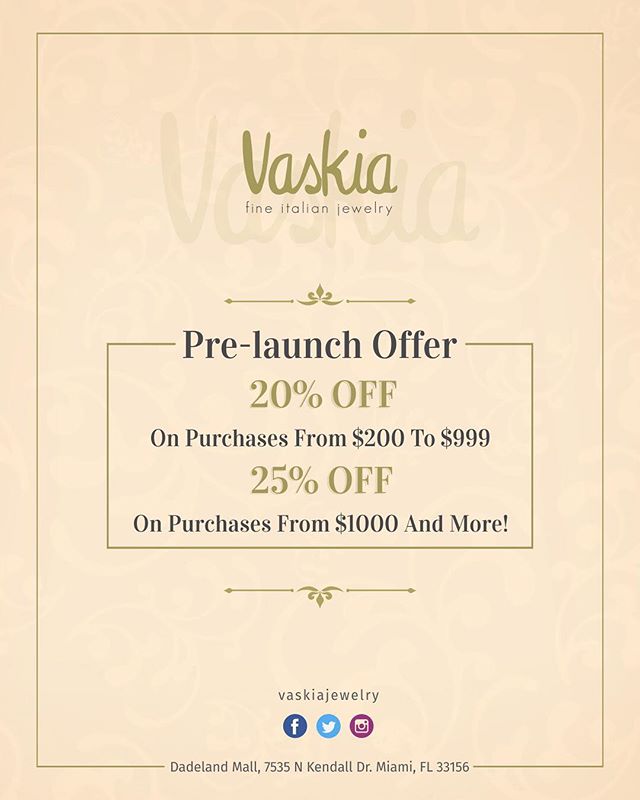 Vaskia
fine italian jewelry
Pre-launch Offer
20% OFF
On Purchases From $200 To $999
25% OFF
On Purchases From $1000 And More!
vaskiajewelry
Dadeland Mall, 7535 N Kendall Dr. Miami, FL 33156